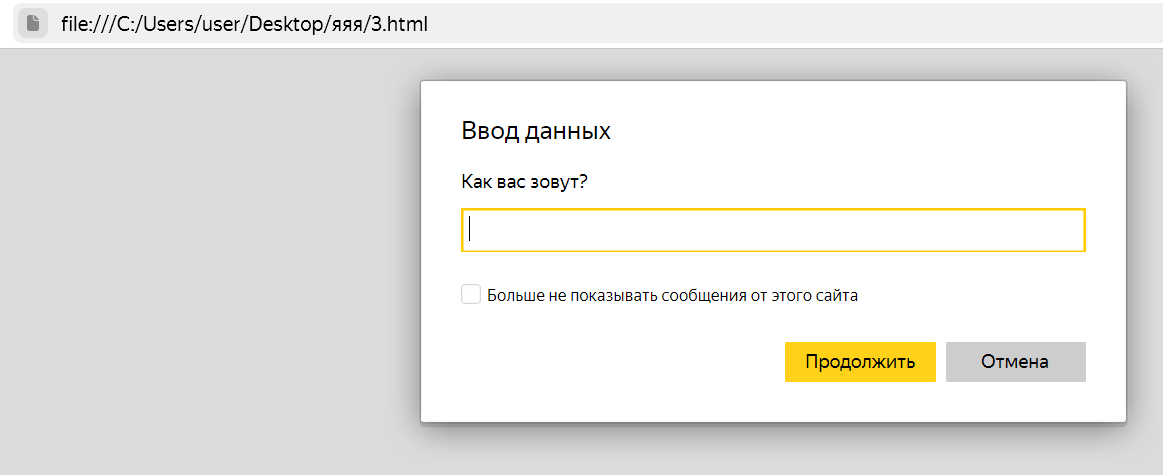 file:///C:/Users/user/Desktop/яяя/3.html
Ввод данных
Как вас зовут?
Больше не показывать сообщения от этого сайта
Продолжить Отмена